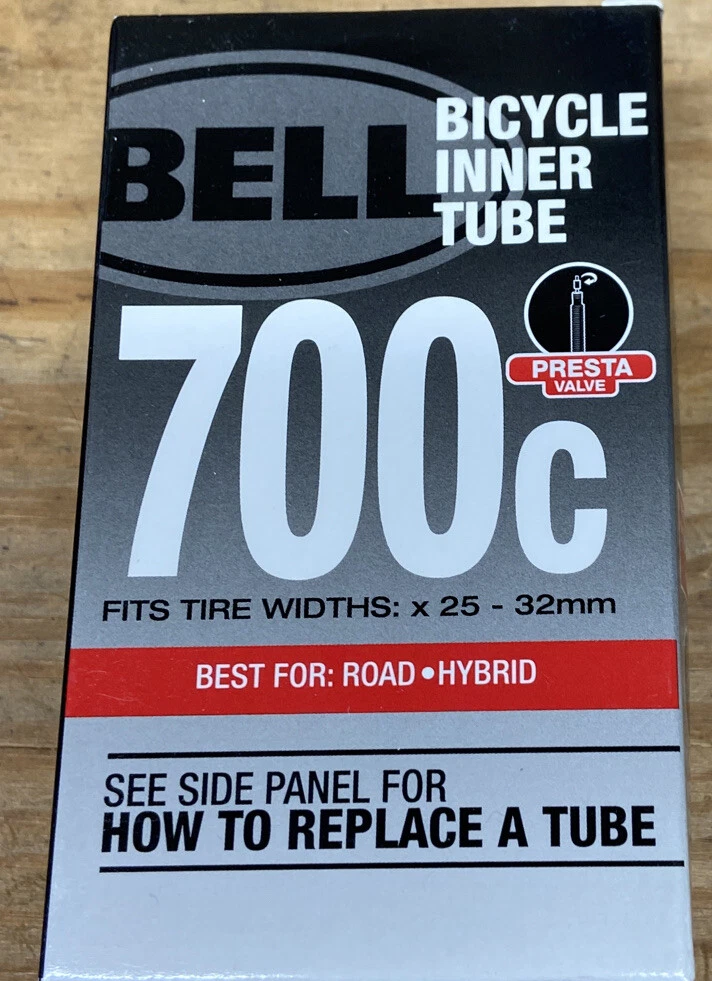 BELL
BICYCLE
INNER
TUBE
700c
PRESTA
VALVE
FITS TIRE WIDTHS: x 25 - 32mm
BEST FOR: ROAD • HYBRID
SEE SIDE PANEL FOR
HOW TO REPLACE A TUBE